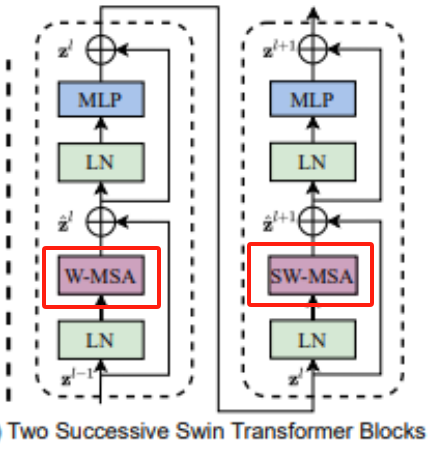 z^l
z^{l+1}
MLP
MLP
LN
LN
ẑ^l
ẑ^{l+1}
W-MSA
SW-MSA
LN
LN
z^{l-1}
z^l
) Two Successive Swin Transformer Blocks